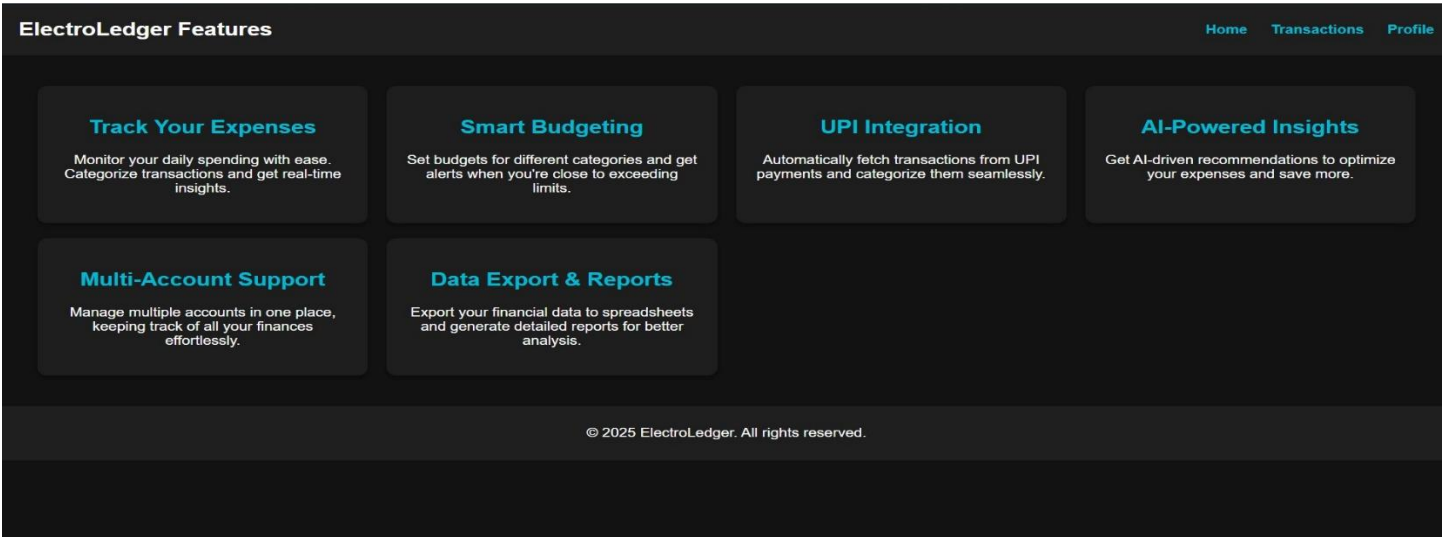 ElectroLedger Features
Home Transactions Profile
Track Your Expenses
Monitor your daily spending with ease.
Categorize transactions and get real-time
insights.
Smart Budgeting
Set budgets for different categories and get
alerts when you're close to exceeding
limits.
UPI Integration
Automatically fetch transactions from UPI
payments and categorize them seamlessly.
AI-Powered Insights
Get AI-driven recommendations to optimize
your expenses and save more.
Multi-Account Support
Manage multiple accounts in one place,
keeping track of all your finances
effortlessly.
Data Export & Reports
Export your financial data to spreadsheets
and generate detailed reports for better
analysis.
© 2025 ElectroLedger. All rights reserved.